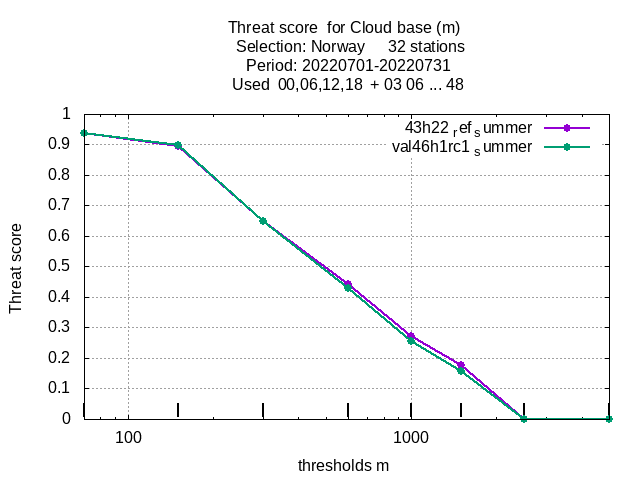 Threat score  for Cloud base (m)
Selection: Norway     32 stations
Period: 20220701-20220731
Used  00,06,12,18  + 03 06 ... 48
43h22 ref summer
val46h1rc1 summer
1
0.9
0.8
0.7
0.6
0.5
0.4
0.3
0.2
0.1
0
Threat score
100
1000
thresholds m